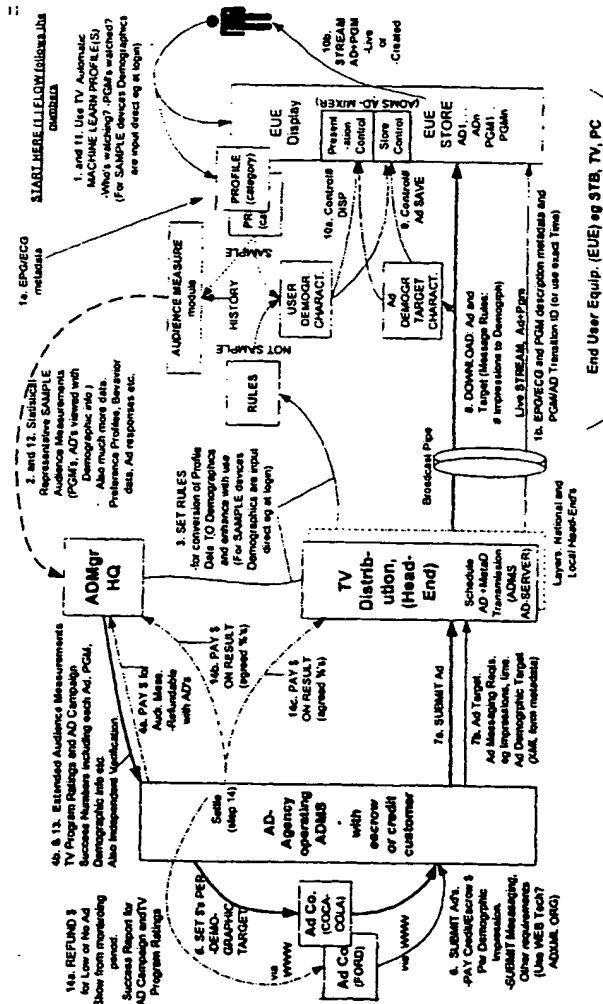 START HERE (1.) FLOW (follows the
numbers
1. and 11. Use TV Automatic
MACHINE LEARN PROFILE(S)
-Who's watching? -PGM's watched?
(For SAMPLE devices Demographics
are input direct eg at login)
1a. EPG/ECG
metadata
10b.
STREAM
AD+PGM
-Live
or
-Created
EUE
Display
(ADMS AD-MIXER)
Present
-ation
Control
Store
Control
EUE
STORE
AD1...
ADn
PGM1
PGMn
End User Equip. (EUE) eg STB, TV, PC
PROFILE
(category)
SAMPLE
AUDIENCE MEASURE
module
HISTORY
NOT SAMPLE
USER
DEMOGR.
CHARACT.
10a. Control#
DISP
9. Control#
Ad SAVE
Ad
DEMOGR
TARGET
CHARACT.
RULES
2. and 12. Statistical
Representative SAMPLE
Audience Measurements
(PGM's, AD's viewed with
Demographic info )
Also much more data.
Preference Profiles, Bevavior
data, Ad responses etc.
3. SET RULES
-for conversion of Profile
Data TO Demographics
and enhance with use
(For SAMPLE devices
Demographics are input
direct eg at login)
8. DOWNLOAD: Ad and
Target (Message Rules:
# Impressions to Demogrph)
Live STREAM, Ad+Pgm
1b. EPG/ECG and PGM description metadata and
PGM/AD Transition ID (or use exact Time)
Broadcast Pipe
ADMgr
HQ
TV
Distrib-
ution,
(Head-
End)
Schedule
AD +MetaD
Transmission
(ADMS
AD-SERVER)
Layers. National and
Local Head-End's
4b. & 13. Extended Audience Measurements
TV Program Ratings and AD Campaign
Success Numbers including each Ad, PGM,
Demographic info etc
Also Independent Verification
4a. PAY $ for
Aud. Meas.
-Refundable
with AD's
14b. PAY $
ON RESULT
(agreed %'s)
14c. PAY $
ON RESULT
(agreed %'s)
7a. SUBMIT Ad
7b. Ad Target.
Ad Messaging Reqts.
eg Impressions, time.
Ad Demogrphic Target
(XML form metadata)
Settle
(step 14)
AD-
Agency
operating
ADMS
with
escrow
or credit
customer
14a. REFUND $
for Low or No Ad
Show from monitoring
period.
Success Report for
AD Campaign and TV
Program Ratings
5. SET $'s PER
-DEMO-
GRAPHIC
TARGET
via
WWW
Ad Co.
(COCA-
COLA)
Ad Co.
(FORD)
via WWW
6. SUBMIT Ad's.
-PAY Credit/Escrow $
Per Demographic
Impression.
-SUBMIT Messaging,
Other requirements
(Use WEB Tech?
ADXML.ORG)